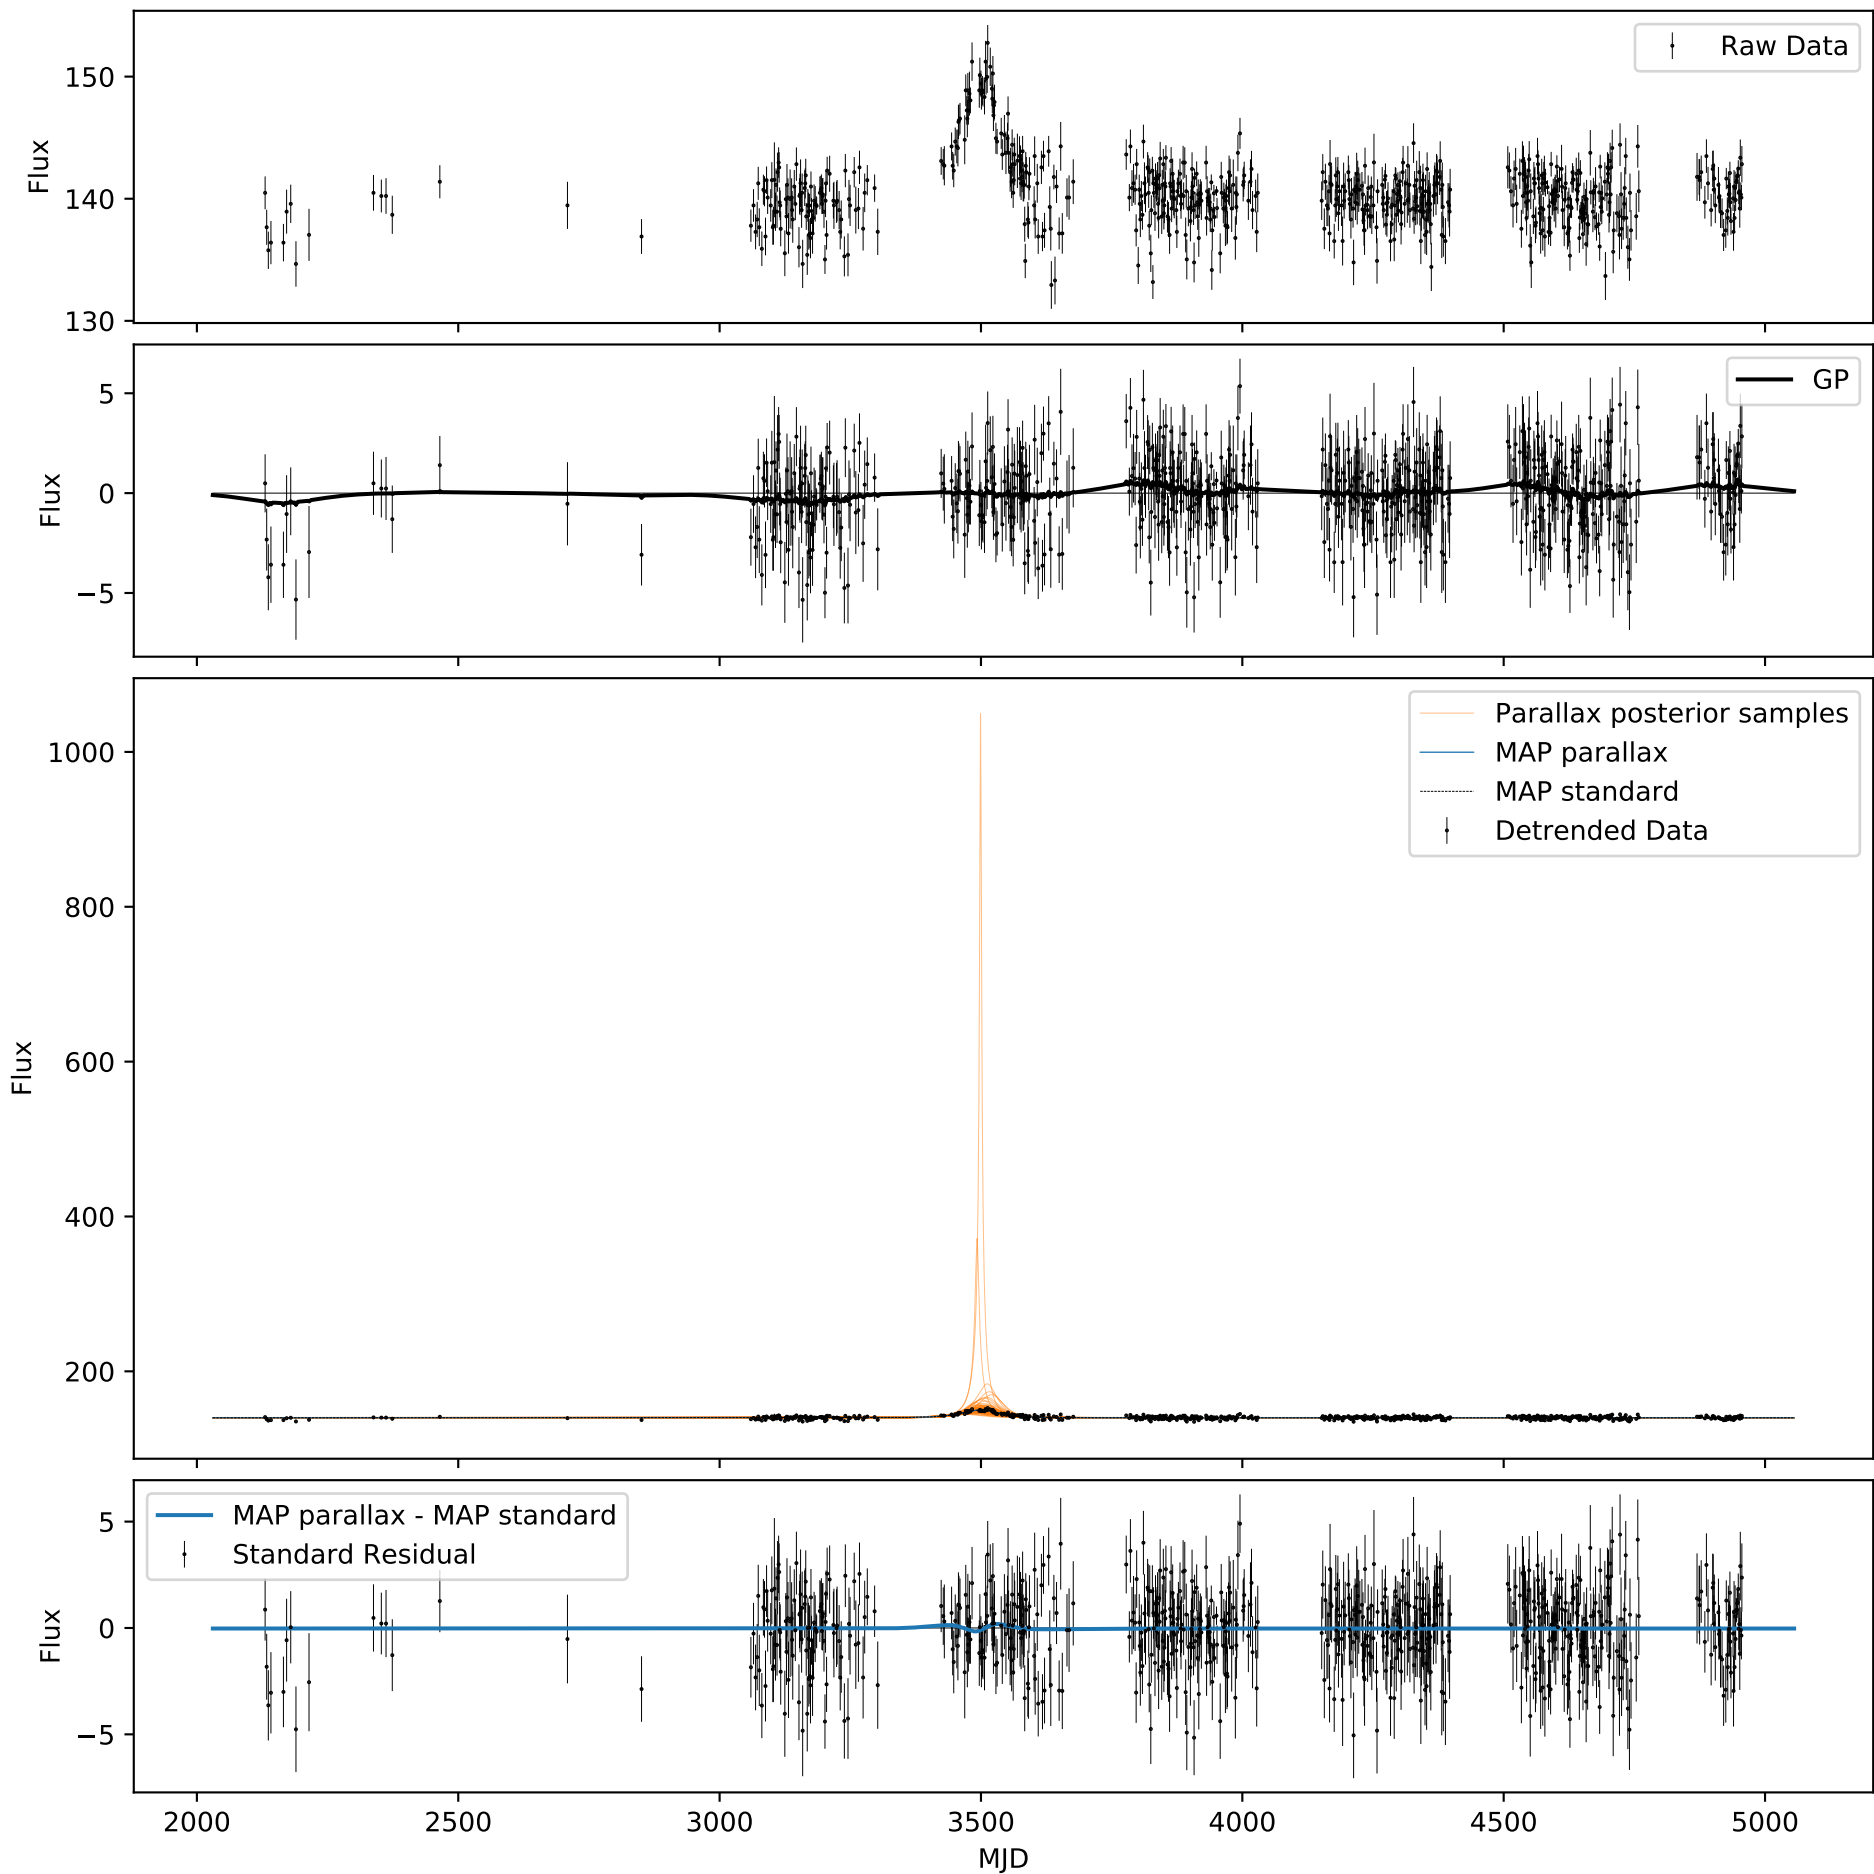 Raw Data
150
140
130
Flux
GP
5
0
−5
Flux
Parallax posterior samples
MAP parallax
MAP standard
Detrended Data
1000
800
600
400
200
Flux
MAP parallax - MAP standard
Standard Residual
5
0
−5
Flux
2000 2500 3000 3500 4000 4500 5000
MJD